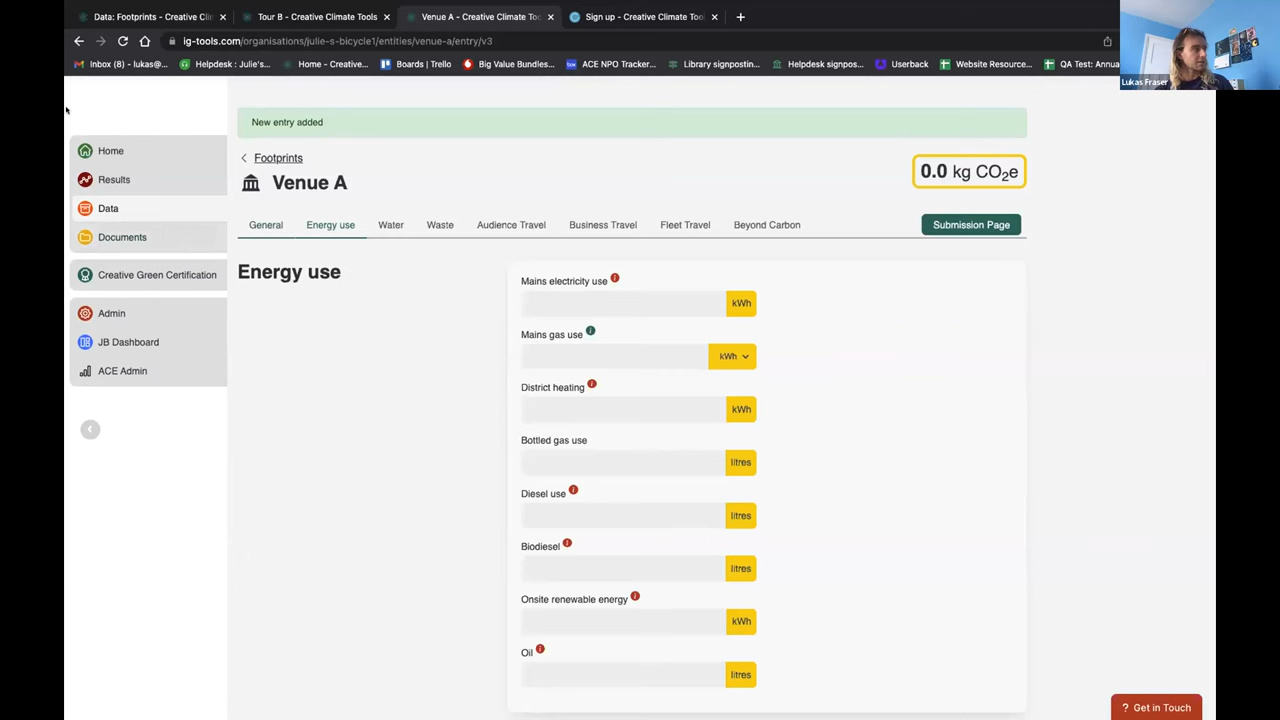 Data: Footprints - Creative Clim
Tour B - Creative Climate Tools
Venue A - Creative Climate Too
Sign up - Creative Climate Tool
ig-tools.com/organisations/julie-s-bicycle1/entities/venue-a/entry/v3
Inbox (8) - lukas@...
Helpdesk : Julie's...
Home - Creative...
Boards | Trello
Big Value Bundles...
ACE NPO Tracker...
Library signpostin...
Helpdesk signpos...
Userback
Website Resource...
QA Test: Annua
Lukas Fraser
New entry added
Footprints
Venue A
0.0 kg CO2e
Home
Results
Data
Documents
Creative Green Certification
Admin
JB Dashboard
ACE Admin
General
Energy use
Water
Waste
Audience Travel
Business Travel
Fleet Travel
Beyond Carbon
Submission Page
Energy use
Mains electricity use
kWh
Mains gas use
kWh
District heating
kWh
Bottled gas use
litres
Diesel use
litres
Biodiesel
litres
Onsite renewable energy
kWh
Oil
litres
? Get in Touch